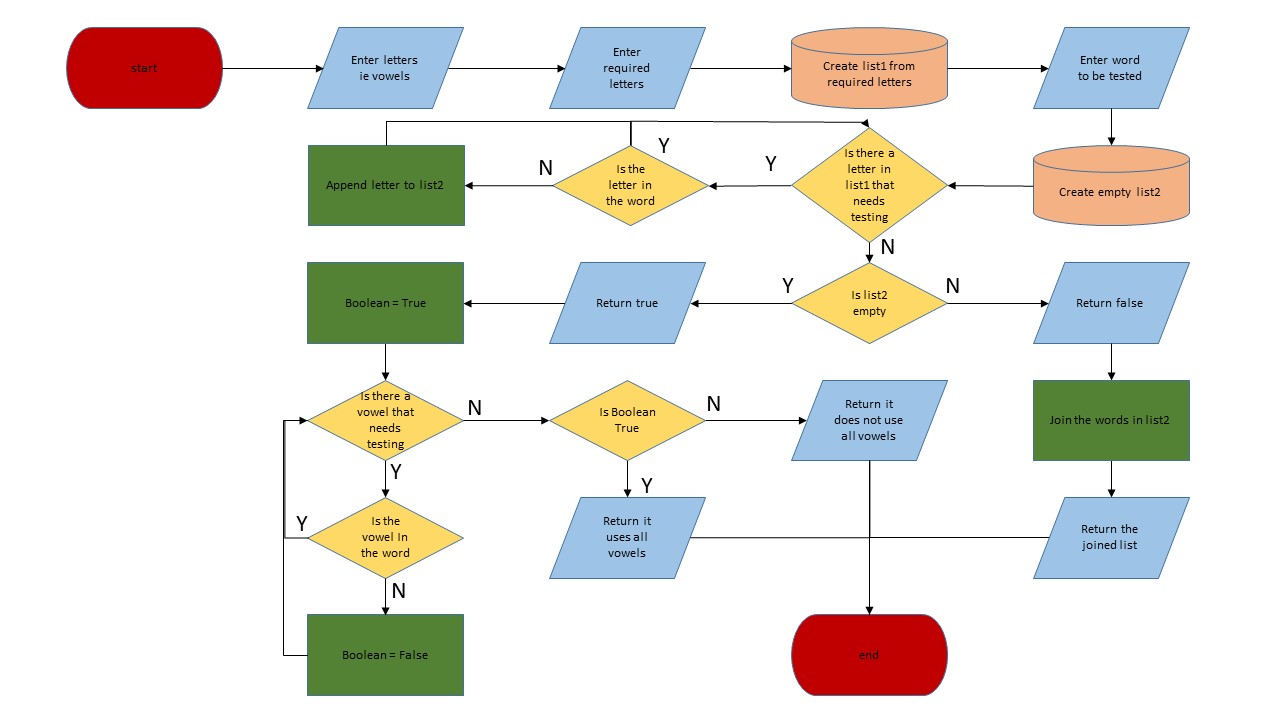 start
Enter letters
ie vowels
Enter
required
letters
Create list1 from
required letters
Enter word
to be tested
Append letter to list2
N
Is the
letter in
the word
Y
Y
Is there a
letter in
list1 that
needs
testing
Create empty list2
N
Boolean = True
Return true
Y
Is list2
empty
N
Return false
Is there a
vowel that
needs
testing
N
Is Boolean
True
N
Return it
does not use
all vowels
Join the words in list2
Y
Y
Y
Is the
vowel In
the word
Return it
uses all
vowels
Return the
joined list
N
Boolean = False
end